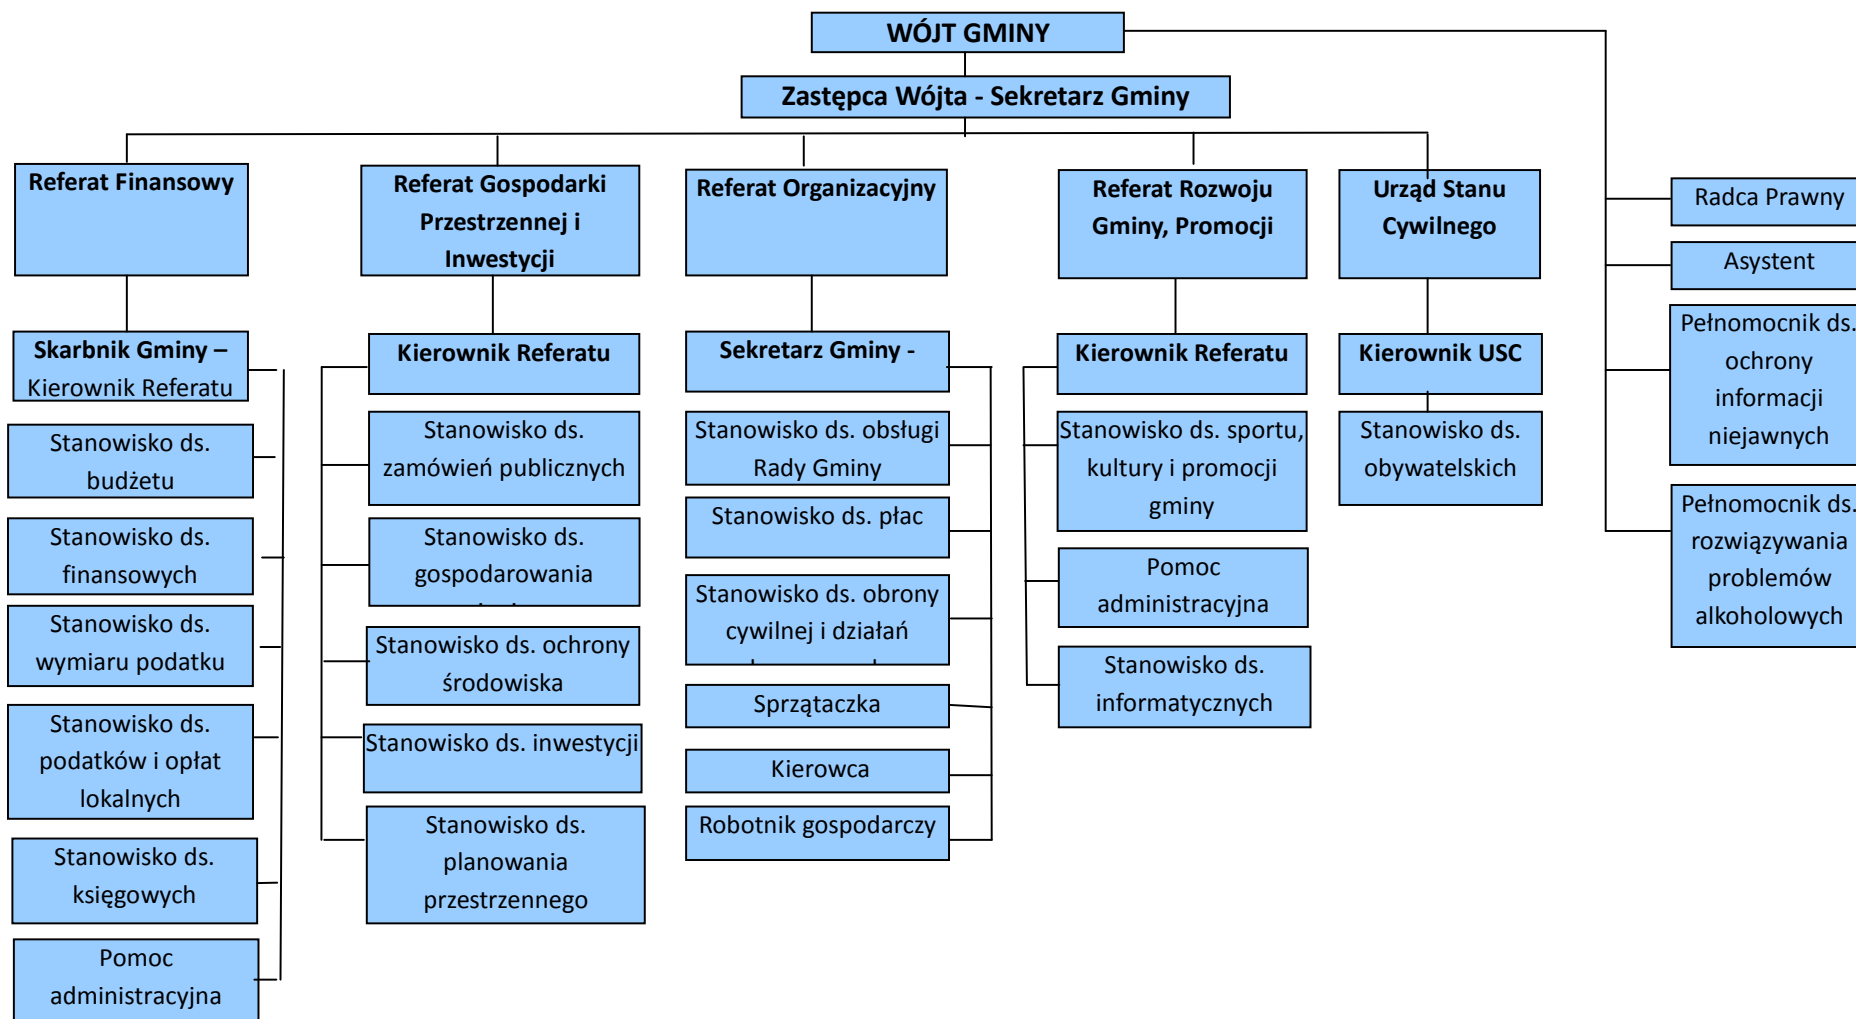 WÓJT GMINY
Zastępca Wójta - Sekretarz Gminy
Referat Finansowy
Referat Gospodarki
Przestrzennej i
Inwestycji
Referat Organizacyjny
Referat Rozwoju
Gminy, Promocji
Urząd Stanu
Cywilnego
Skarbnik Gminy –
Kierownik Referatu
Stanowisko ds.
budżetu
Stanowisko ds.
finansowych
Stanowisko ds.
wymiaru podatku
Stanowisko ds.
podatków i opłat
lokalnych
Stanowisko ds.
księgowych
Pomoc
administracyjna
Kierownik Referatu
Stanowisko ds.
zamówień publicznych
Stanowisko ds.
gospodarowania
Stanowisko ds. ochrony
środowiska
Stanowisko ds. inwestycji
Stanowisko ds.
planowania
przestrzennego
Sekretarz Gminy -
Stanowisko ds. obsługi
Rady Gminy
Stanowisko ds. płac
Stanowisko ds. obrony
cywilnej i działań
Sprzątaczka
Kierowca
Robotnik gospodarczy
Kierownik Referatu
Stanowisko ds. sportu,
kultury i promocji
gminy
Pomoc
administracyjna
Stanowisko ds.
informatycznych
Kierownik USC
Stanowisko ds.
obywatelskich
Radca Prawny
Asystent
Pełnomocnik ds.
ochrony
informacji
niejawnych
Pełnomocnik ds.
rozwiązywania
problemów
alkoholowych